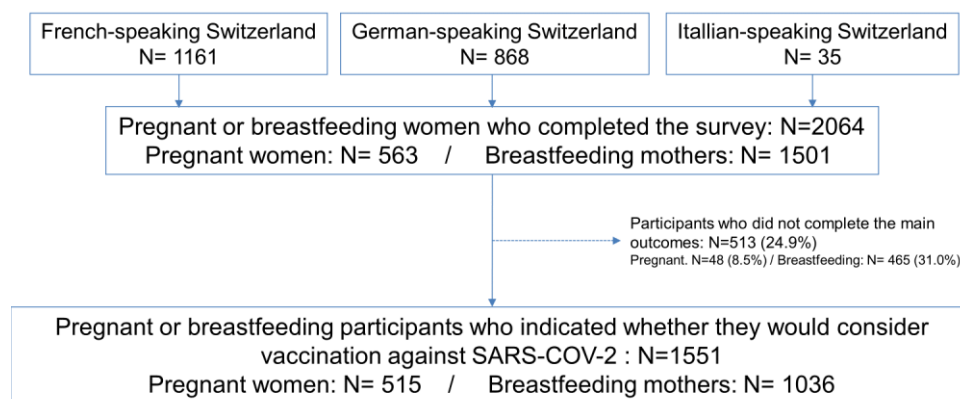 French-speaking Switzerland
N= 1161
German-speaking Switzerland
N= 868
Itallian-speaking Switzerland
N= 35
Pregnant or breastfeeding women who completed the survey: N=2064
Pregnant women: N= 563 / Breastfeeding mothers: N= 1501
Participants who did not complete the main
outcomes: N=513 (24.9%)
Pregnant. N=48 (8.5%) / Breastfeeding: N= 465 (31.0%)
Pregnant or breastfeeding participants who indicated whether they would consider
vaccination against SARS-COV-2 : N=1551
Pregnant women: N= 515 / Breastfeeding mothers: N= 1036